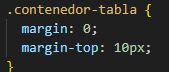 .contenedor-tabla {
  margin: 0;
  margin-top: 10px;
}